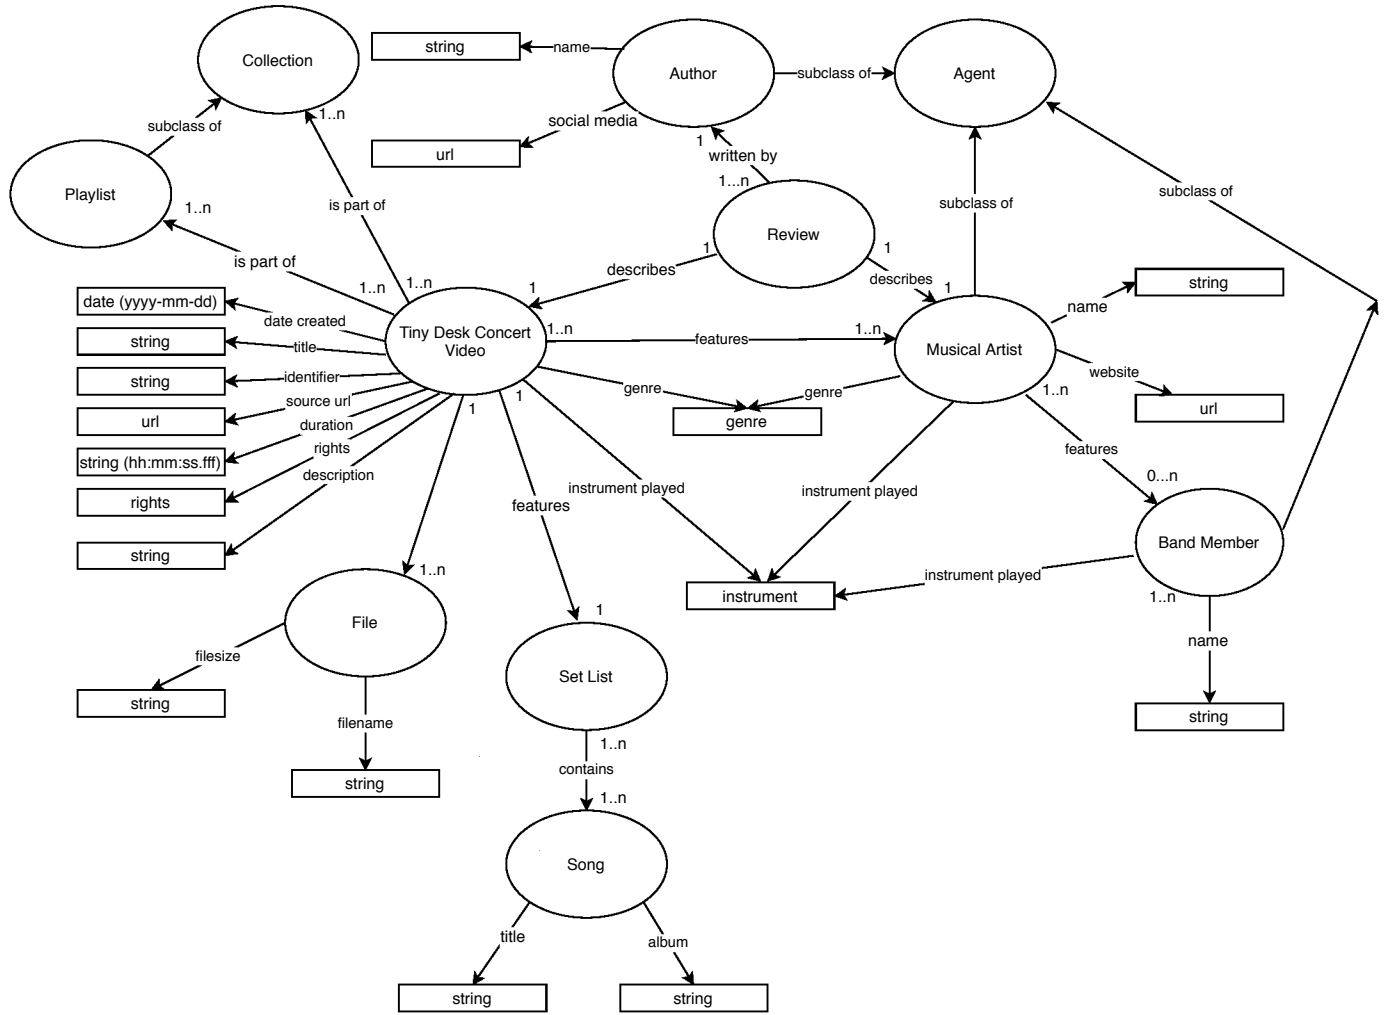 Collection
string
name
Author
subclass of
Agent
1..n
subclass of
social media
url
1
written by
1...n
Playlist
1..n
is part of
subclass of
subclass of
Review
is part of
1
1
describes
describes
1..n
1..n
1
1
date (yyyy-mm-dd)
date created
string
name
string
title
Tiny Desk Concert
Video
1..n
features
1..n
Musical Artist
string
identifier
website
source url
genre
genre
1..n
url
duration
1
1
genre
url
rights
string (hh:mm:ss.fff)
features
description
0...n
rights
instrument played
instrument played
features
Band Member
string
1..n
instrument played
instrument
1..n
1
File
filesize
name
Set List
string
string
filename
1..n
contains
string
1..n
Song
title
album
string
string